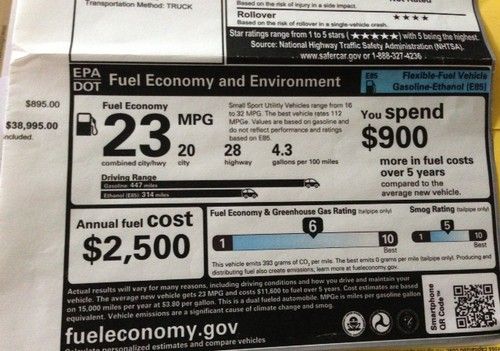 Transportation Method: TRUCK
Based on the risk of injury in a side impact.
Rollover ★★★★
Based on the risk of rollover in a single-vehicle crash.
Star ratings range from 1 to 5 stars (★★★★★) with 5 being the highest.
Source: National Highway Traffic Safety Administration (NHTSA).
www.safercar.gov or 1-888-327-4236
$895.00
$38,995.00
EPA
DOT
Fuel Economy and Environment
E85
Flexible-Fuel Vehicle
Gasoline-Ethanol (E85)
Fuel Economy
23 MPG
combined city/hwy
20
city
28
highway
4.3
gallons per 100 miles
Small Sport Utility Vehicles range from 16
to 32 MPG. The best vehicle rates 112
MPGe. Values are based on gasoline and
do not reflect performance and ratings
based on E85.
Driving Range
Gasoline: 447 miles
Ethanol (E85): 314 miles
You spend
$900
more in fuel costs
over 5 years
compared to the
average new vehicle.
Annual fuel cost
$2,500
Fuel Economy & Greenhouse Gas Rating (tailpipe only)
1
6
10
Best
Smog Rating (tailpipe only)
1
5
10
Best
This vehicle emits 393 grams of CO2 per mile. The best emits 0 grams per mile (tailpipe only). Producing and
distributing fuel also create emissions; learn more at fueleconomy.gov.
Actual results will vary for many reasons, including driving conditions and how you drive and maintain your
vehicle. The average new vehicle gets 23 MPG and costs $11,600 to fuel over 5 years. Cost estimates are based
on 15,000 miles per year at $3.80 per gallon. This is a dual fueled automobile. MPGe is miles per gasoline gallon
equivalent. Vehicle emissions are a significant cause of climate change and smog.
fueleconomy.gov
Calculate personalized estimates and compare vehicles
Smartphone
QR Code™